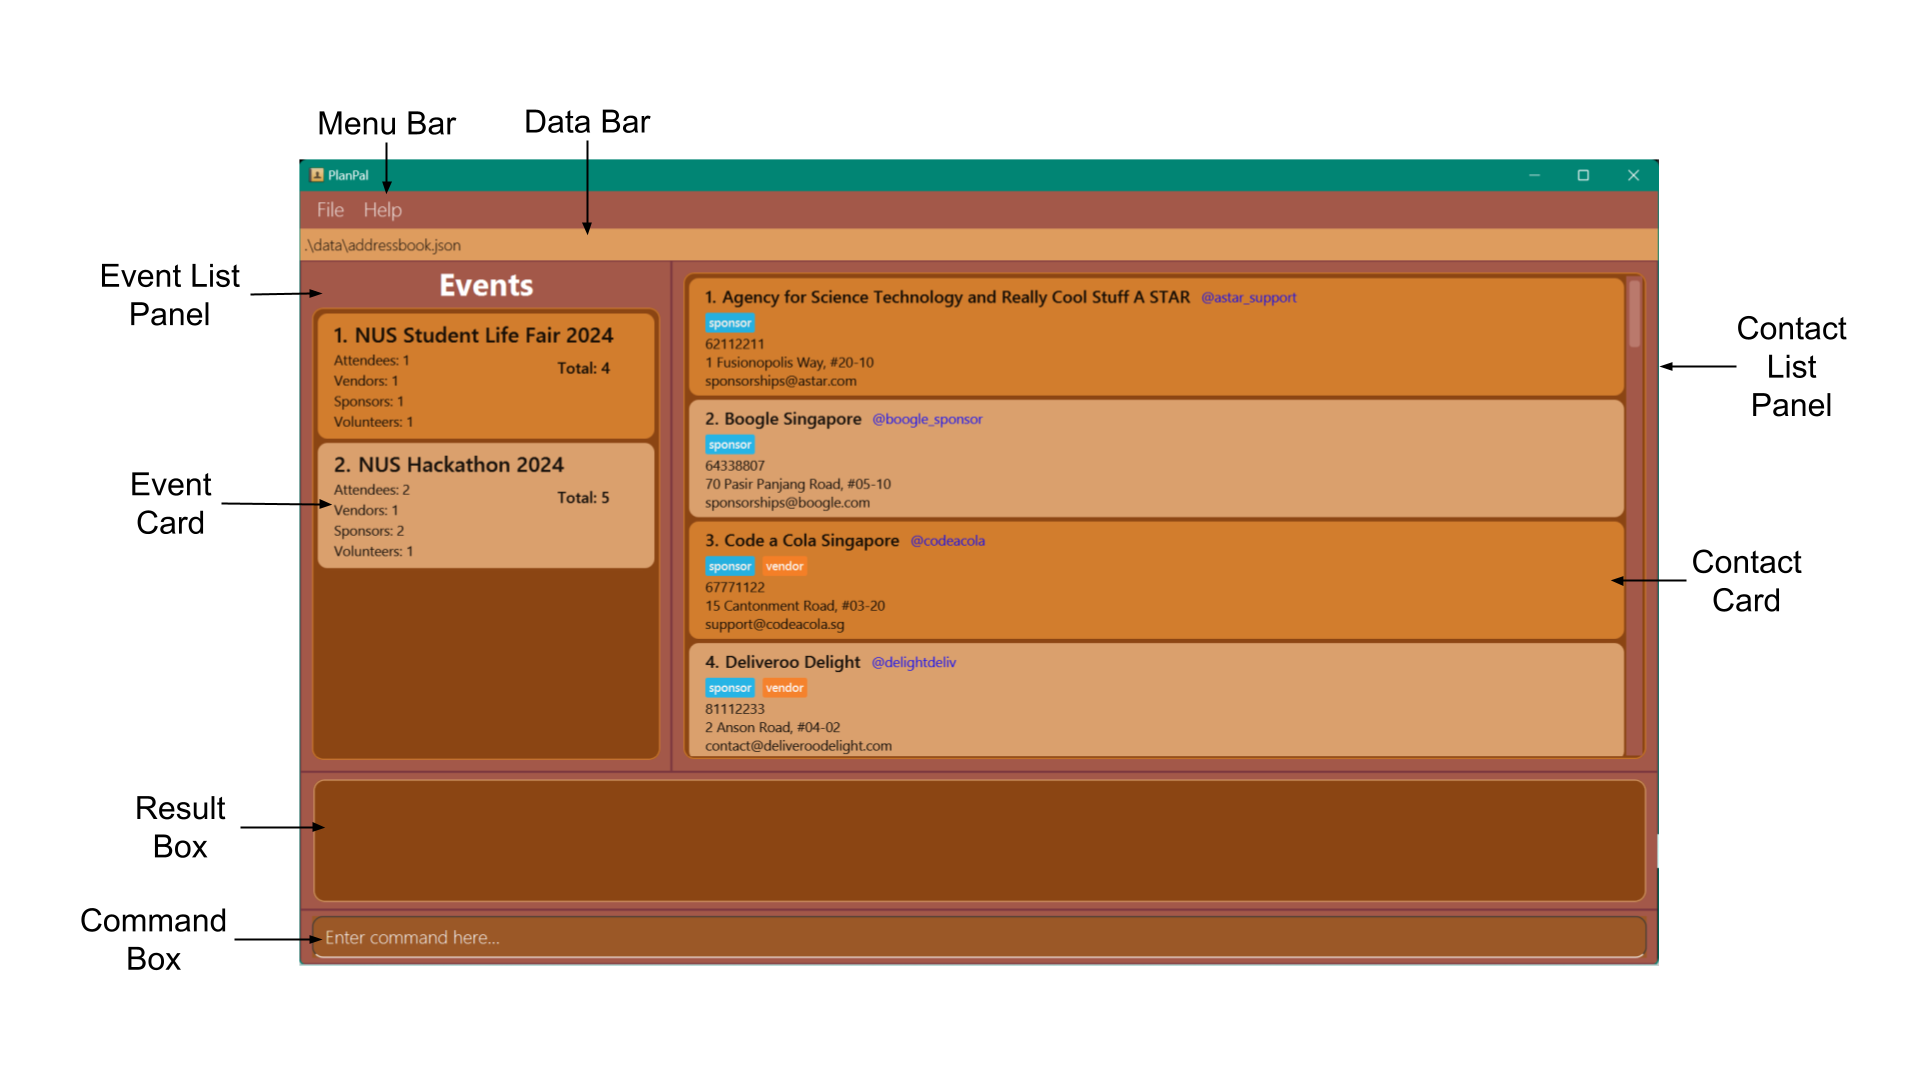 Menu Bar
Data Bar
PlanPal
File Help
.\data\addressbook.json
Event List
Panel
Events
1. NUS Student Life Fair 2024
Attendees: 1
Vendors: 1
Sponsors: 1
Volunteers: 1
Total: 4
Event
Card
2. NUS Hackathon 2024
Attendees: 2
Vendors: 1
Sponsors: 2
Volunteers: 1
Total: 5
1. Agency for Science Technology and Really Cool Stuff A STAR @astar_support
sponsor
62112211
1 Fusionopolis Way, #20-10
sponsorships@astar.com
2. Boogle Singapore @boogle_sponsor
sponsor
64338807
70 Pasir Panjang Road, #05-10
sponsorships@boogle.com
3. Code a Cola Singapore @codeacola
sponsor vendor
67771122
15 Cantonment Road, #03-20
support@codeacola.sg
4. Deliveroo Delight @delightdeliv
sponsor vendor
81112233
2 Anson Road, #04-02
contact@deliveroodelight.com
Contact
List
Panel
Contact
Card
Result
Box
Command
Box
Enter command here...